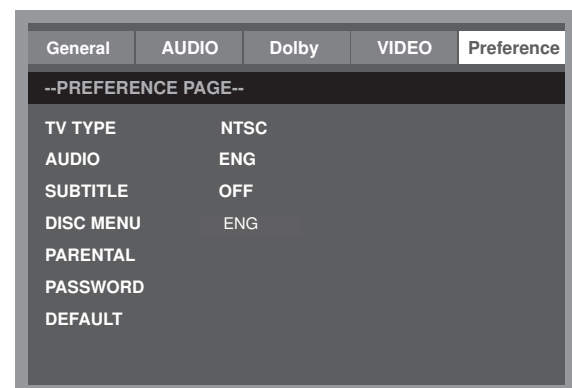 General AUDIO Dolby VIDEO Preference
--PREFERENCE PAGE--
TV TYPE NTSC
AUDIO ENG
SUBTITLE OFF
DISC MENU ENG
PARENTAL
PASSWORD
DEFAULT